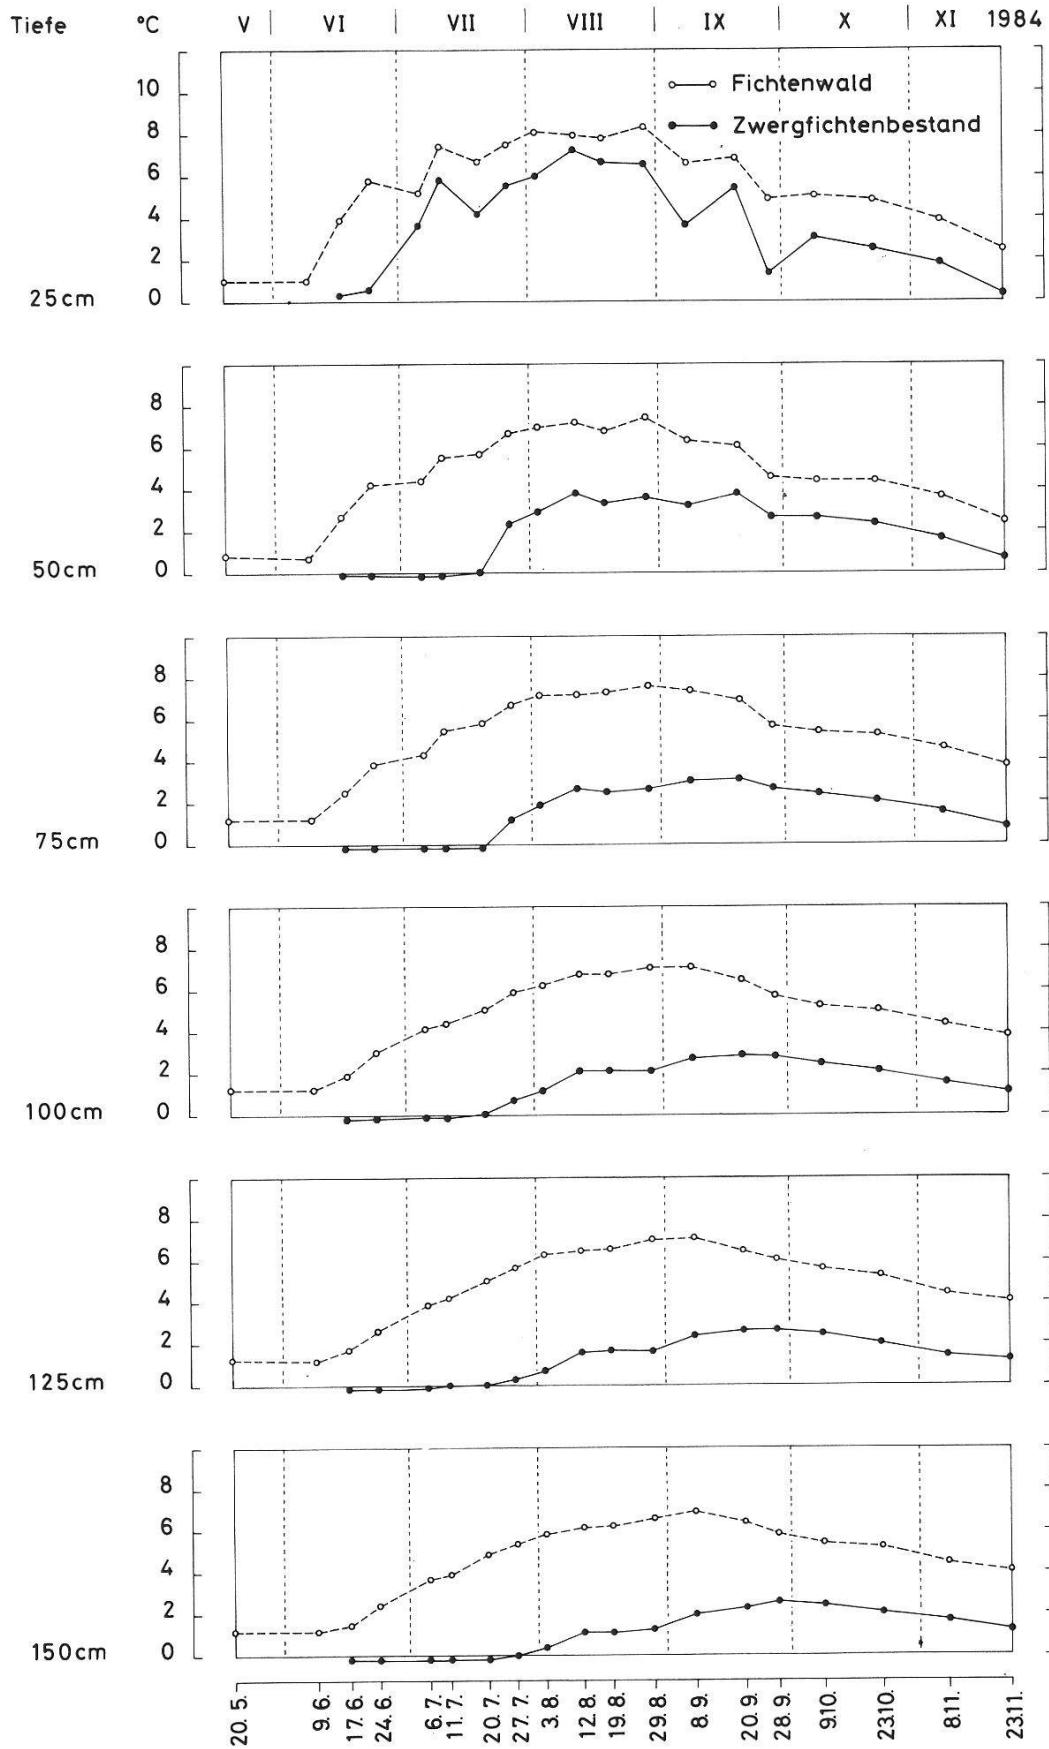 Tiefe °C V VI VII VIII IX X XI 1984
10
Fichtenwald
8
Zwergfichtenbestand
6
4
2
25cm 0
8
6
4
2
50cm 0
8
6
4
2
75cm 0
8
6
4
2
100cm 0
8
6
4
2
125cm 0
8
6
4
2
150cm 0
20. 5. 9. 6. 17. 6. 24. 6. 6. 7. 11. 7. 20. 7. 27. 7. 3. 8. 12. 8. 19. 8. 29. 8. 8. 9. 20. 9. 28. 9. 9.10. 23.10. 8.11. 23.11.